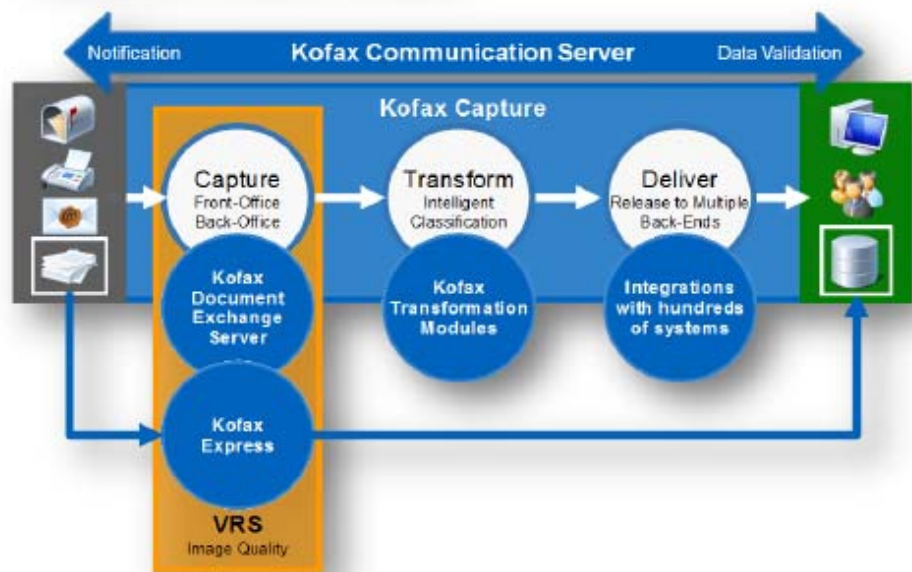 Notification
Kofax Communication Server
Data Validation
Kofax Capture
Capture
Front-Office
Back-Office
Transform
Intelligent
Classification
Deliver
Release to Multiple
Back-Ends
Kofax
Document
Exchange
Server
Kofax
Transformation
Modules
Integrations
with hundreds
of systems
Kofax
Express
VRS
Image Quality